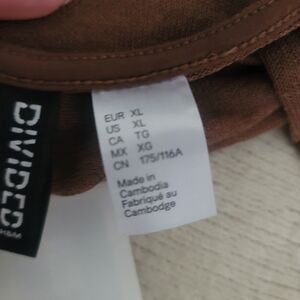 DIVIDED
H&M
EUR XL
US XL
CA TG
MX XG
CN 175/116A
Made in
Cambodia
Fabriqué au
Cambodge